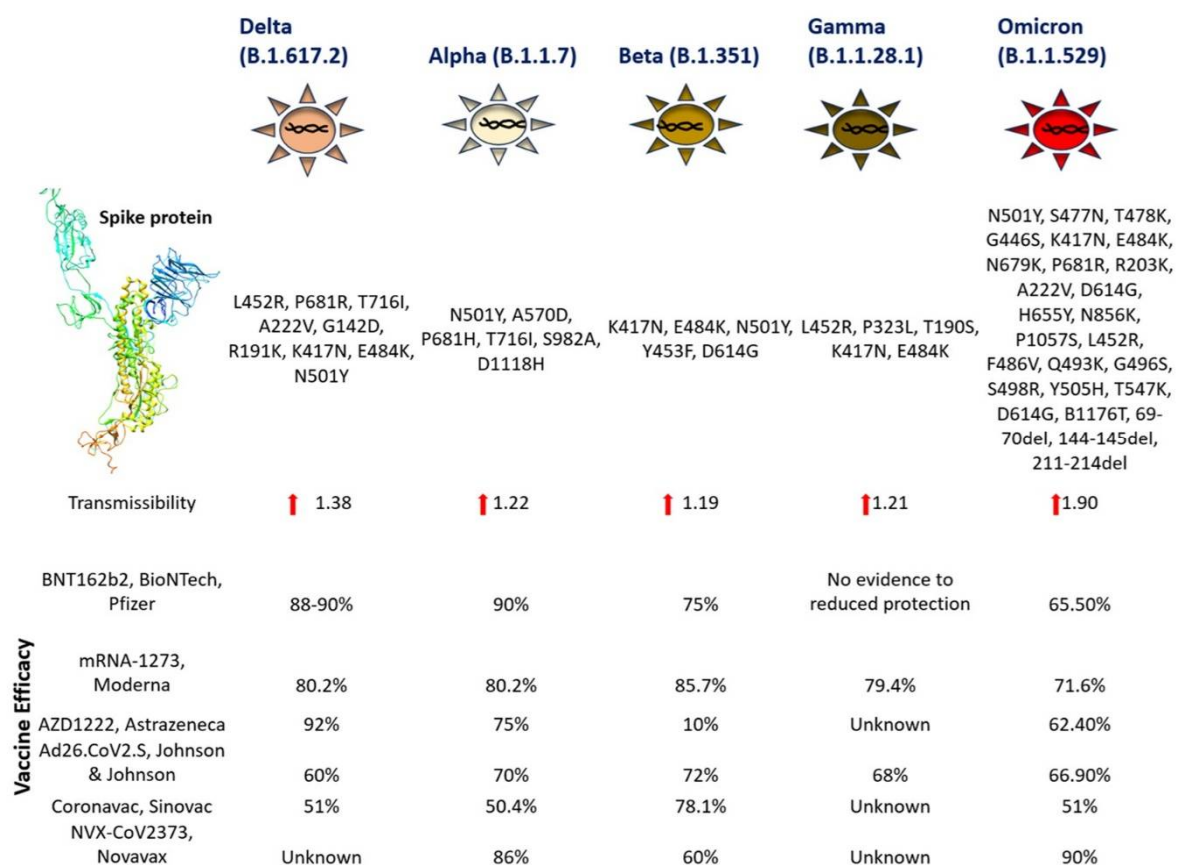 Delta
(B.1.617.2)
Alpha (B.1.1.7)
Beta (B.1.351)
Gamma
(B.1.1.28.1)
Omicron
(B.1.1.529)
Spike protein
L452R, P681R, T716I,
A222V, G142D,
R191K, K417N, E484K,
N501Y
N501Y, A570D,
P681H, T716I, S982A,
D1118H
K417N, E484K, N501Y,
Y453F, D614G
L452R, P323L, T190S,
K417N, E484K
N501Y, S477N, T478K,
G446S, K417N, E484K,
N679K, P681R, R203K,
A222V, D614G,
H655Y, N856K,
P1057S, L452R,
F486V, Q493K, G496S,
S498R, Y505H, T547K,
D614G, B1176T, 69-
70del, 144-145del,
211-214del
Transmissibility
1.38
1.22
1.19
1.21
1.90
Vaccine Efficacy
BNT162b2, BioNTech,
Pfizer
88-90%
90%
75%
No evidence to
reduced protection
65.50%
mRNA-1273,
Moderna
80.2%
80.2%
85.7%
79.4%
71.6%
AZD1222, Astrazeneca
92%
75%
10%
Unknown
62.40%
Ad26.CoV2.S, Johnson
& Johnson
60%
70%
72%
68%
66.90%
Coronavac, Sinovac
51%
50.4%
78.1%
Unknown
51%
NVX-CoV2373,
Novavax
Unknown
86%
60%
Unknown
90%